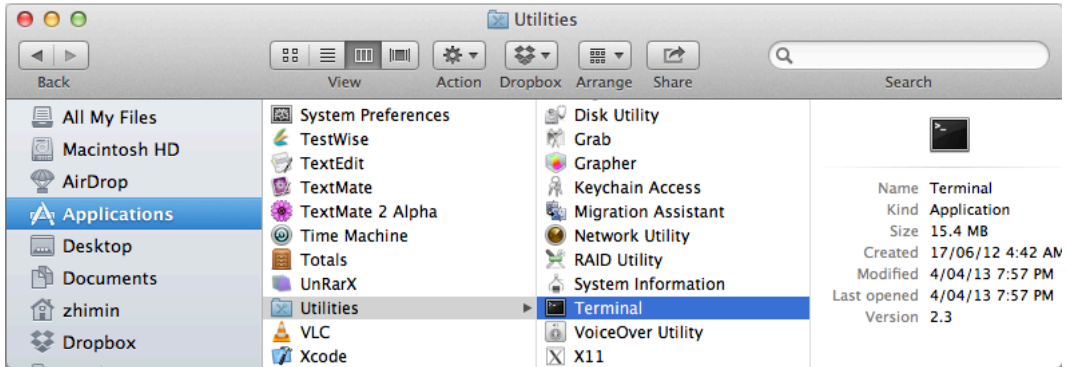 Utilities
Back
View
Action
Dropbox
Arrange
Share
Search
All My Files
Macintosh HD
AirDrop
Applications
Desktop
Documents
zhimin
Dropbox
System Preferences
TestWise
TextEdit
TextMate
TextMate 2 Alpha
Time Machine
Totals
UnRarX
Utilities
VLC
Xcode
Disk Utility
Grab
Grapher
Keychain Access
Migration Assistant
Network Utility
RAID Utility
System Information
Terminal
VoiceOver Utility
X11
Name Terminal
Kind Application
Size 15.4 MB
Created 17/06/12 4:42 AM
Modified 4/04/13 7:57 PM
Last opened 4/04/13 7:57 PM
Version 2.3